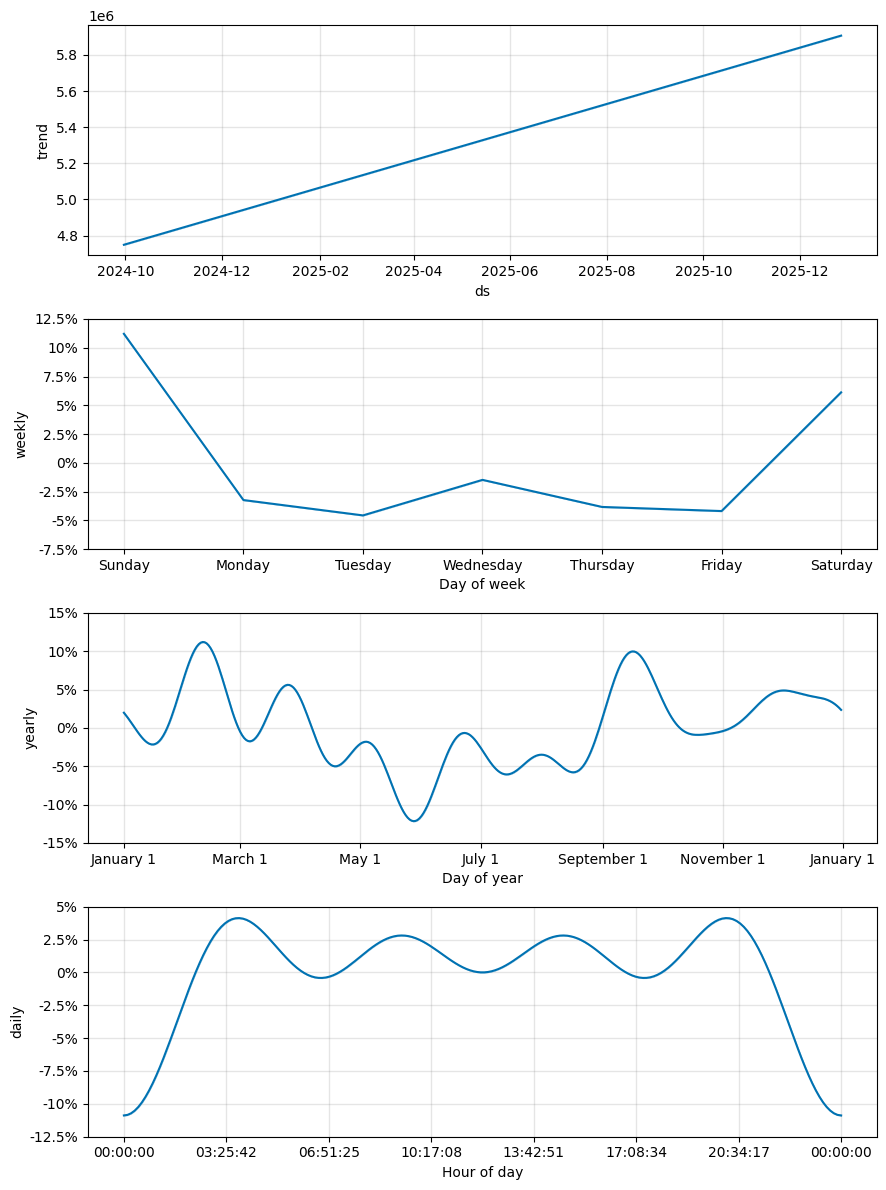 1e6
5.8
5.6
5.4
5.2
5.0
4.8
trend
2024-10 2024-12 2025-02 2025-04 2025-06 2025-08 2025-10 2025-12
ds
12.5%
10%
7.5%
5%
2.5%
0%
-2.5%
-5%
-7.5%
weekly
Sunday Monday Tuesday Wednesday Thursday Friday Saturday
Day of week
15%
10%
5%
0%
-5%
-10%
-15%
yearly
January 1 March 1 May 1 July 1 September 1 November 1 January 1
Day of year
5%
2.5%
0%
-2.5%
-5%
-7.5%
-10%
-12.5%
daily
00:00:00 03:25:42 06:51:25 10:17:08 13:42:51 17:08:34 20:34:17 00:00:00
Hour of day